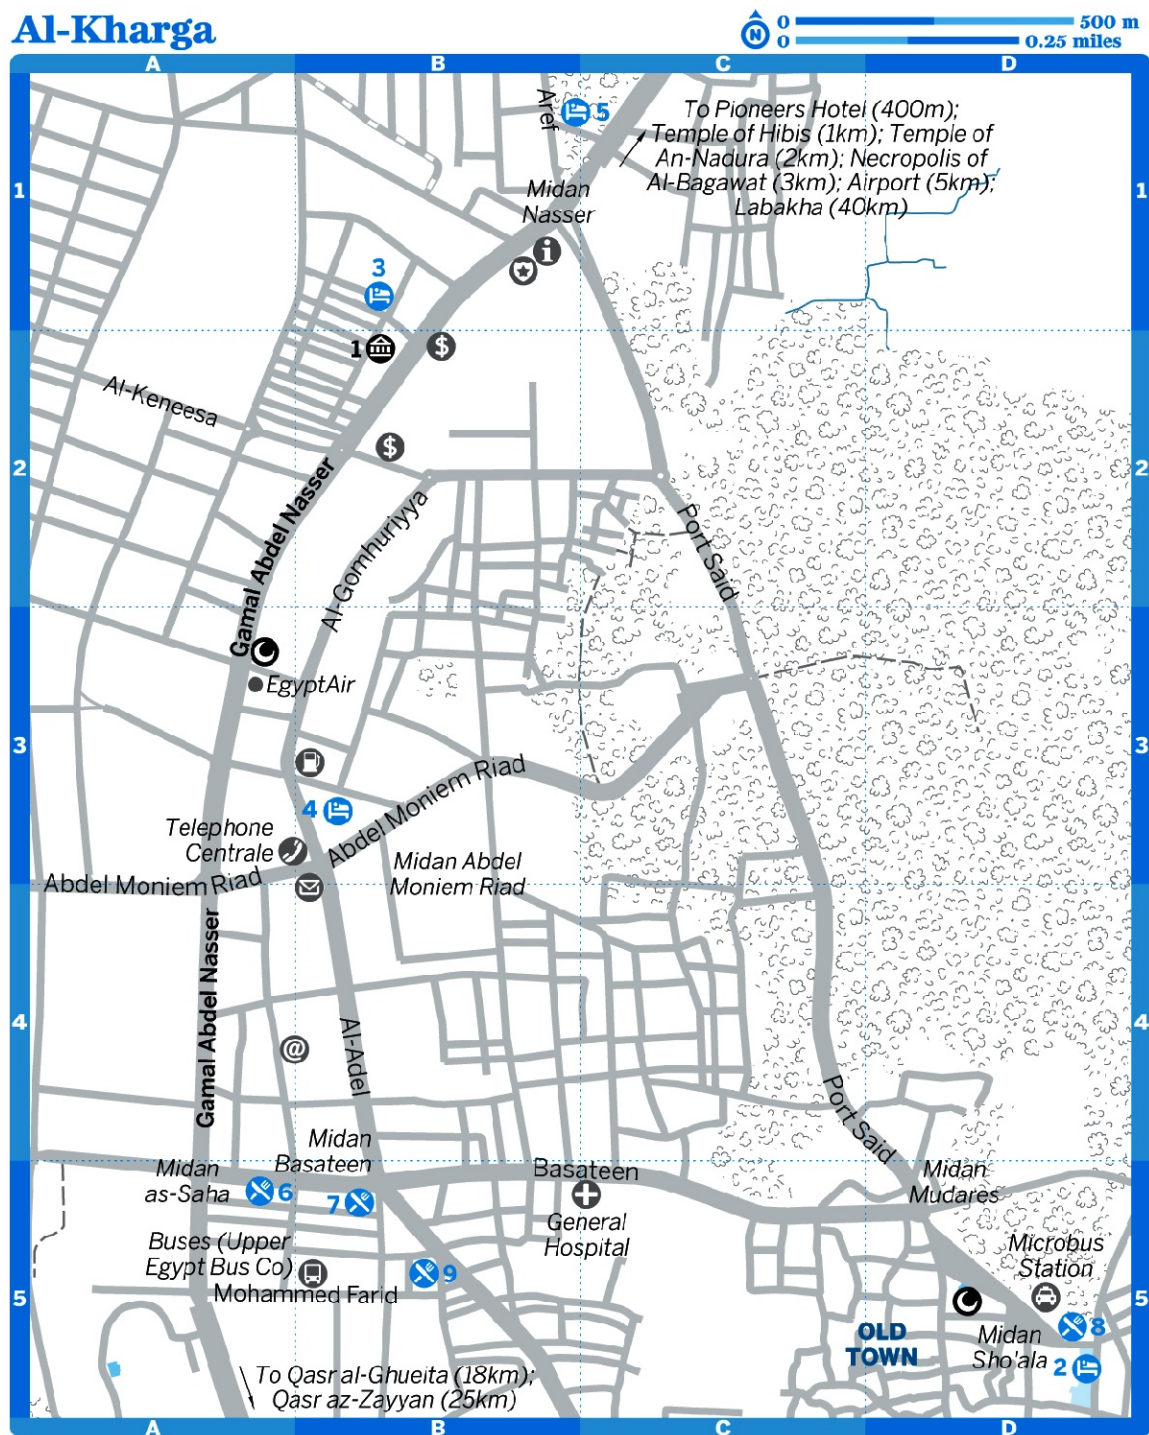 Al-Kharga
N
0 500 m
0 0.25 miles
A B C D
1
Aref
5
To Pioneers Hotel (400m);
Temple of Hibis (1km); Temple of
An-Nadura (2km); Necropolis of
Al-Bagawat (3km); Airport (5km);
Labakha (40km)
1
Midan
Nasser
i
3
1
$
Al-Keneesa
$
2
2
Gamal Abdel Nasser
Al-Gomhuriyya
Port Said
EgyptAir
3
3
Abdel Moniem Riad
4
Telephone
Centrale
Midan Abdel
Moniem Riad
Abdel Moniem Riad
Gamal Abdel Nasser
4
4
@
Al-Adel
Port Said
Midan
Basateen
Midan
as-Saha
6
7
Basateen
General
Hospital
Midan
Mudares
Buses (Upper
Egypt Bus Co)
9
Mohammed Farid
Microbus
Station
5
5
8
OLD
TOWN
Midan
Sho'ala
2
To Qasr al-Ghueita (18km);
Qasr az-Zayyan (25km)
A B C D